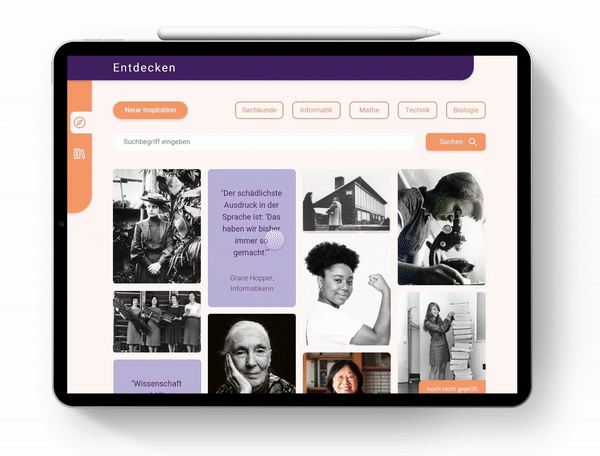 Entdecken
Neue Inspiration
Sachkunde
Informatik
Mathe
Technik
Biologie
Suchbegriff eingeben
Suchen
"Der schädlichste
Ausdruck in der
Sprache ist: 'Das
haben wir bisher
immer so
gemacht.'"
Grace Hopper,
Informatikerin
"Wissenschaft
noch nicht geprüft